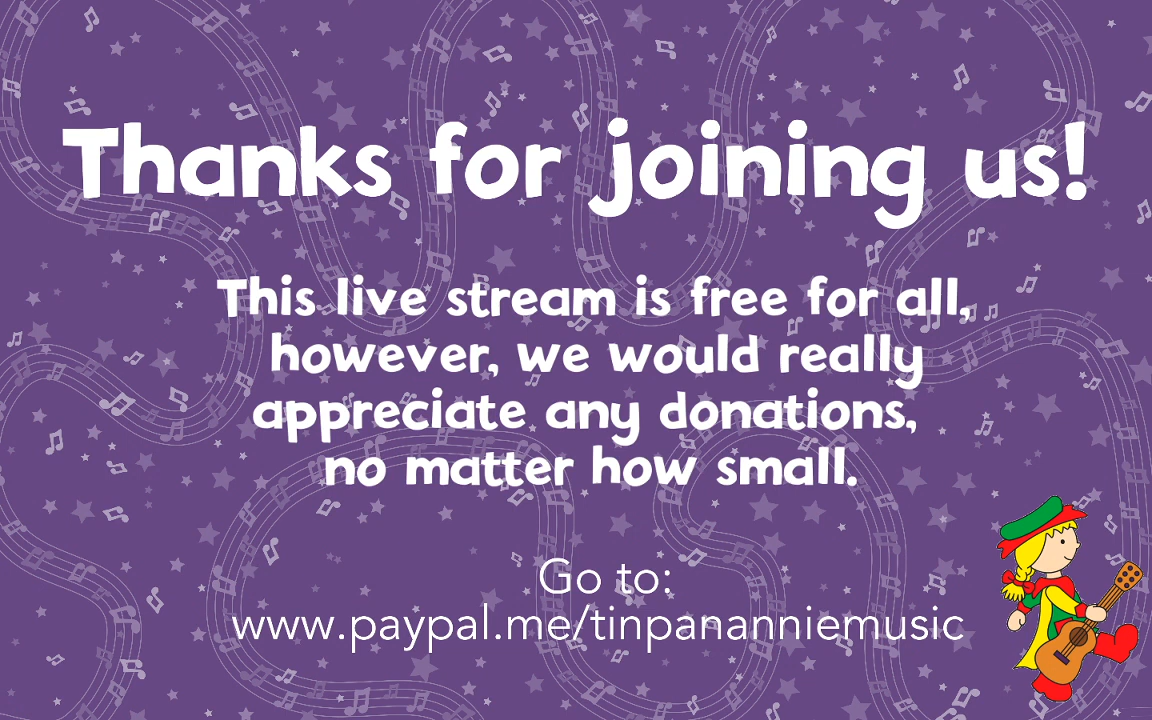 Thanks for joining us!
This live stream is free for all,
however, we would really
appreciate any donations,
no matter how small.
Go to:
www.paypal.me/tinpananniemusic